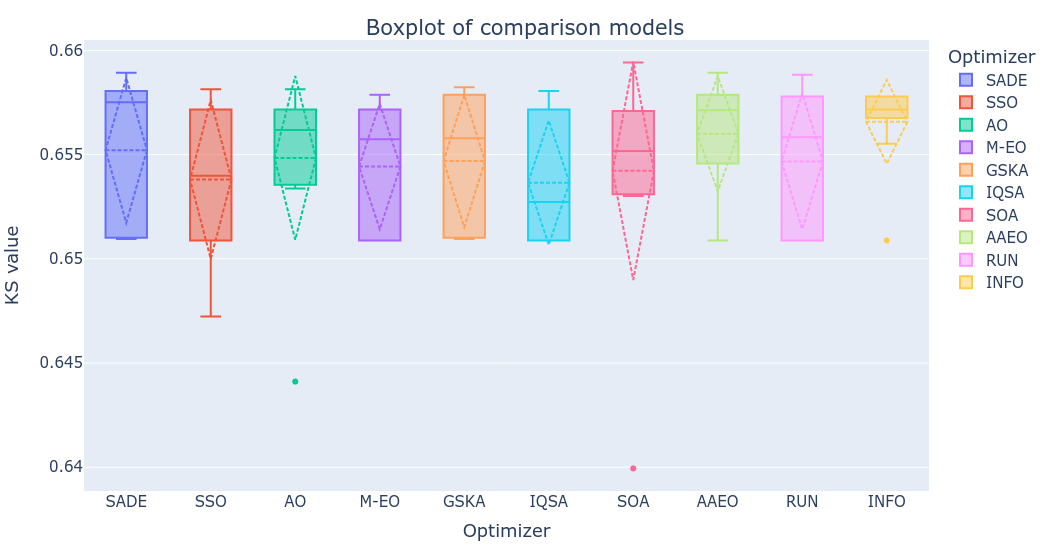 Boxplot of comparison models
KS value
0.66
0.655
0.65
0.645
0.64
SADE
SSO
AO
M-EO
GSKA
IQSA
SOA
AAEO
RUN
INFO
Optimizer
Optimizer
SADE
SSO
AO
M-EO
GSKA
IQSA
SOA
AAEO
RUN
INFO